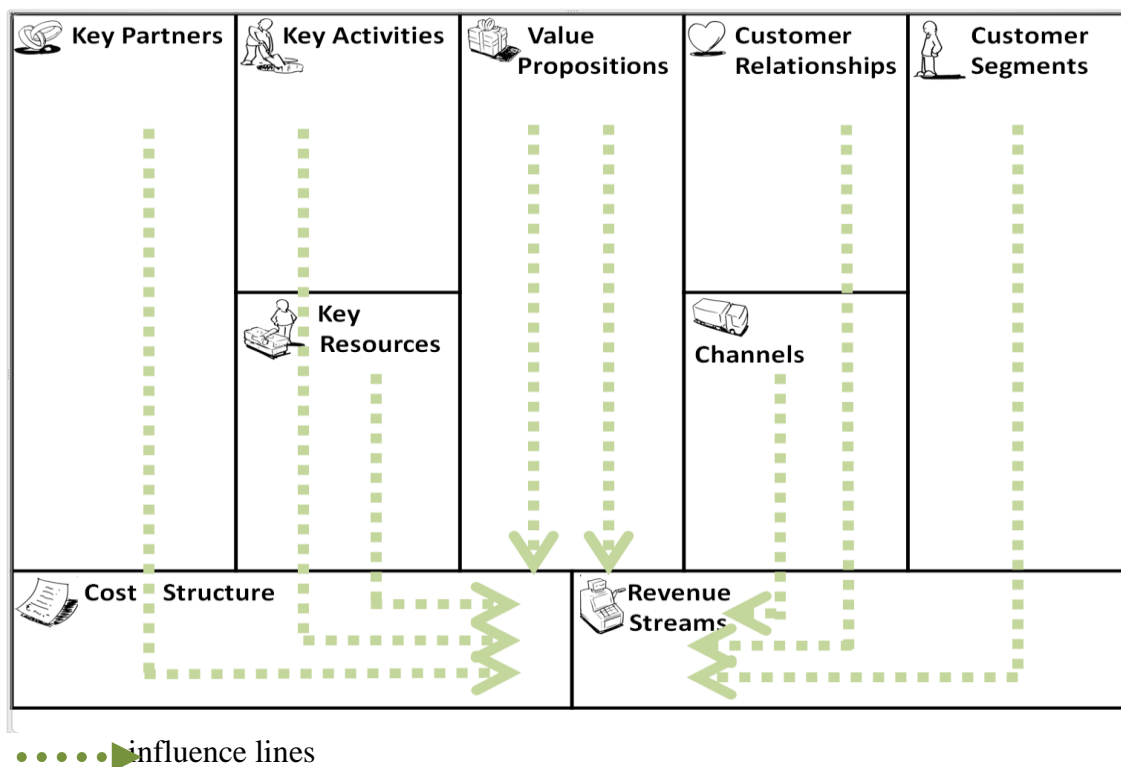 Key Partners
Key Activities
Value
Propositions
Customer
Relationships
Customer
Segments
Key
Resources
Channels
Cost Structure
Revenue
Streams
influence lines